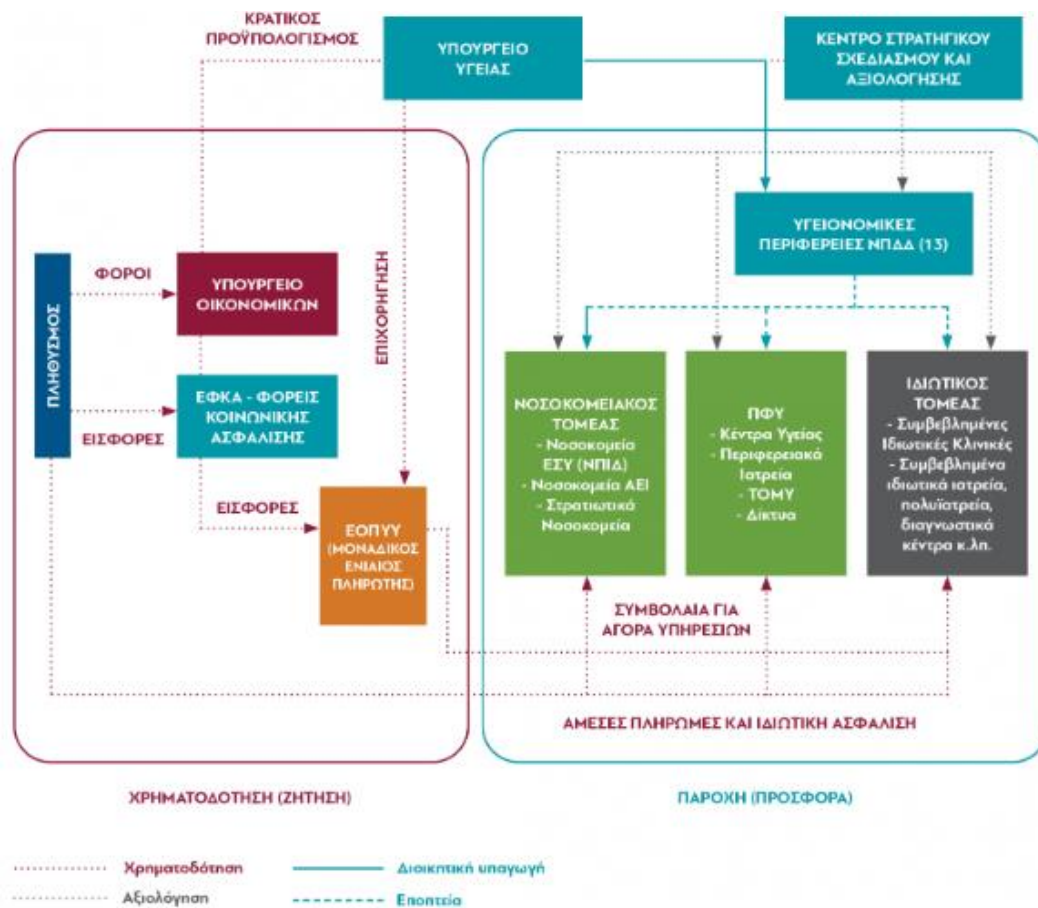 ΚΡΑΤΙΚΟΣ
ΠΡΟΫΠΟΛΟΓΙΣΜΟΣ
ΥΠΟΥΡΓΕΙΟ
ΥΓΕΙΑΣ
ΚΕΝΤΡΟ ΣΤΡΑΤΗΓΙΚΟΥ
ΣΧΕΔΙΑΣΜΟΥ ΚΑΙ
ΑΞΙΟΛΟΓΗΣΗΣ
ΠΛΗΘΥΣΜΟΣ
ΦΟΡΟΙ
ΥΠΟΥΡΓΕΙΟ
ΟΙΚΟΝΟΜΙΚΩΝ
ΕΙΣΦΟΡΕΣ
ΕΦΚΑ - ΦΟΡΕΙΣ
ΚΟΙΝΩΝΙΚΗΣ
ΑΣΦΑΛΙΣΗΣ
ΕΠΙΧΟΡΗΓΗΣΗ
ΕΙΣΦΟΡΕΣ
ΕΟΠΥΥ
(ΜΟΝΑΔΙΚΟΣ
ΕΝΙΑΙΟΣ
ΠΛΗΡΩΤΗΣ)
ΥΓΕΙΟΝΟΜΙΚΕΣ
ΠΕΡΙΦΕΡΕΙΕΣ ΝΠΔΔ (13)
ΝΟΣΟΚΟΜΕΙΑΚΟΣ
ΤΟΜΕΑΣ
- Νοσοκομεία
ΕΣΥ (ΝΠΙΔ)
- Νοσοκομεία ΑΕΙ
- Στρατιωτικά
Νοσοκομεία
ΠΦΥ
- Κέντρα Υγείας
- Περιφερειακά
Ιατρεία
- ΤΟΜΥ
- Δίκτυα
ΙΔΙΩΤΙΚΟΣ
ΤΟΜΕΑΣ
- Συμβεβλημένες
Ιδιωτικές Κλινικές
- Συμβεβλημένα
ιδιωτικά ιατρεία,
πολυϊατρεία,
διαγνωστικά
κέντρα κ.λπ.
ΣΥΜΒΟΛΑΙΑ ΓΙΑ
ΑΓΟΡΑ ΥΠΗΡΕΣΙΩΝ
ΑΜΕΣΕΣ ΠΛΗΡΩΜΕΣ ΚΑΙ ΙΔΙΩΤΙΚΗ ΑΣΦΑΛΙΣΗ
ΧΡΗΜΑΤΟΔΟΤΗΣΗ (ΖΗΤΗΣΗ)
ΠΑΡΟΧΗ (ΠΡΟΣΦΟΡΑ)
Χρηματοδότηση
Διοικητική υπαγωγή
Αξιολόγηση
Εποπτεία